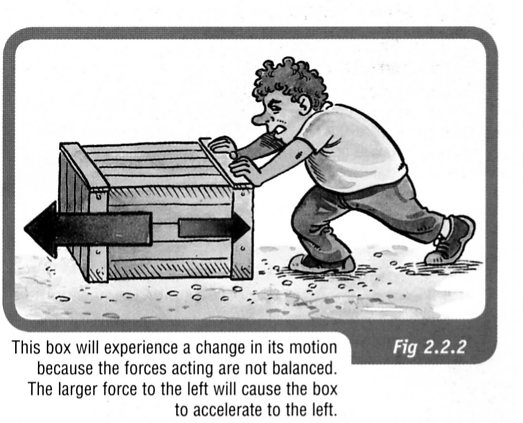 This box will experience a change in its motion
because the forces acting are not balanced.
The larger force to the left will cause the box
to accelerate to the left.
Fig 2.2.2